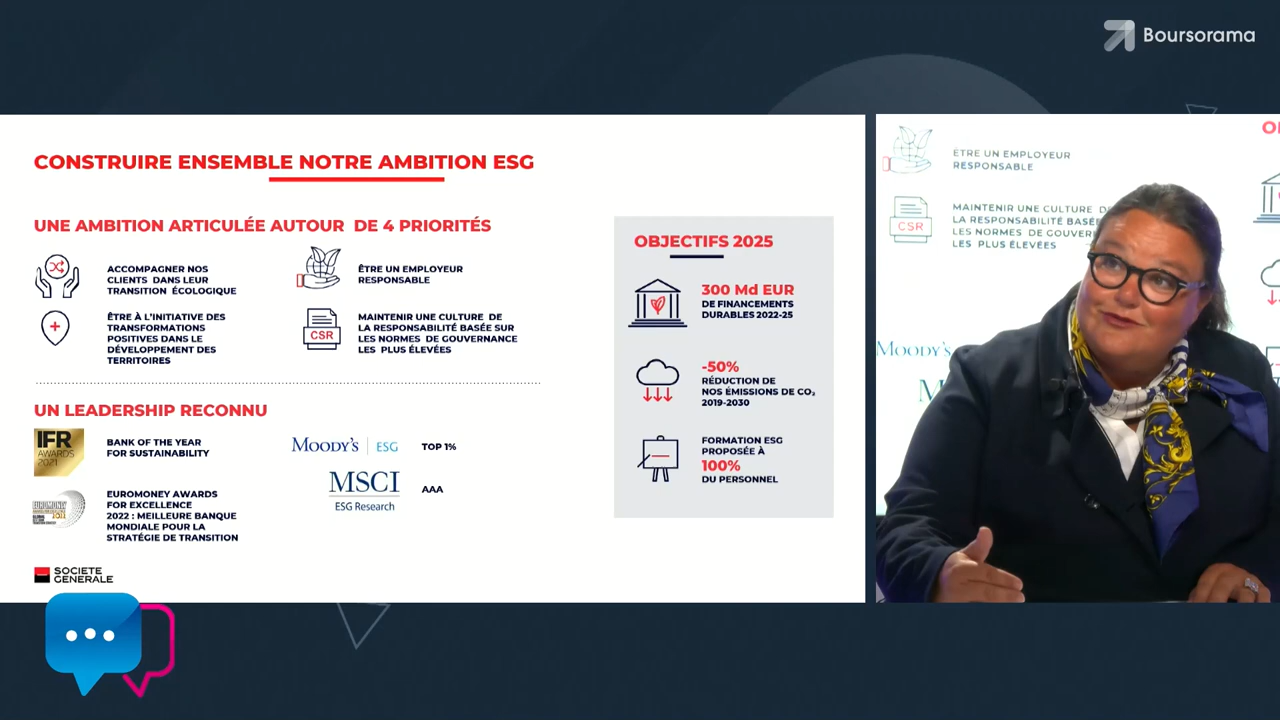 Boursorama
CONSTRUIRE ENSEMBLE NOTRE AMBITION ESG
UNE AMBITION ARTICULÉE AUTOUR DE 4 PRIORITÉS
ACCOMPAGNER NOS
CLIENTS DANS LEUR
TRANSITION ÉCOLOGIQUE
ÊTRE UN EMPLOYEUR
RESPONSABLE
ÊTRE À L'INITIATIVE DES
TRANSFORMATIONS
POSITIVES DANS LE
DÉVELOPPEMENT DES
TERRITOIRES
CSR
MAINTENIR UNE CULTURE DE
LA RESPONSABILITÉ BASÉE SUR
LES NORMES DE GOUVERNANCE
LES PLUS ÉLEVÉES
UN LEADERSHIP RECONNU
IFR
AWARDS
2021
BANK OF THE YEAR
FOR SUSTAINABILITY
MOODY'S | ESG
TOP 1%
MSCI
ESG Research
AAA
EUROMONEY
EUROMONEY AWARDS
FOR EXCELLENCE
2022 : MEILLEURE BANQUE
MONDIALE POUR LA
STRATÉGIE DE TRANSITION
SOCIETE
GENERALE
OBJECTIFS 2025
300 Md EUR
DE FINANCEMENTS
DURABLES 2022-25
-50%
RÉDUCTION DE
NOS ÉMISSIONS DE CO₂
2019-2030
FORMATION ESG
PROPOSÉE À
100%
DU PERSONNEL
ÊTRE UN EMPLOYEUR
RESPONSABLE
CSR
MAINTENIR UNE CULTURE DE
LA RESPONSABILITÉ BASÉE
LES NORMES DE
LES PLUS ÉLEVÉES
MOODY'S